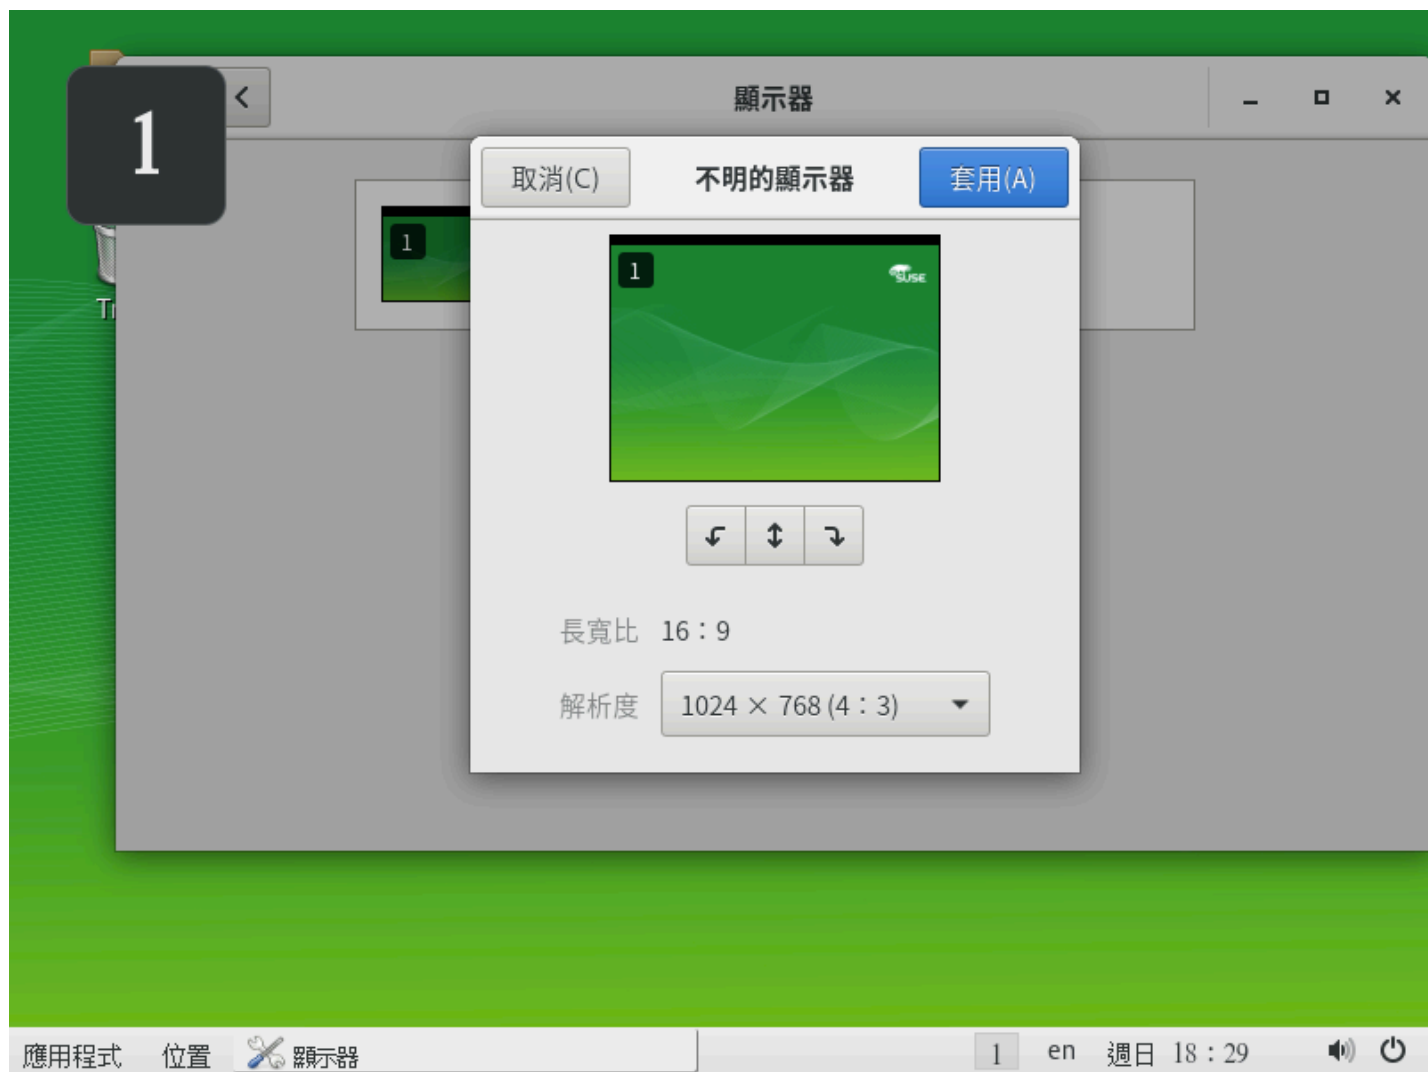 1
顯示器
取消(C)
不明的顯示器
套用(A)
1
1
SUSE
長寬比 16：9
解析度 1024 × 768 (4：3)
應用程式 位置 顯示器 1 en 週日 18：29